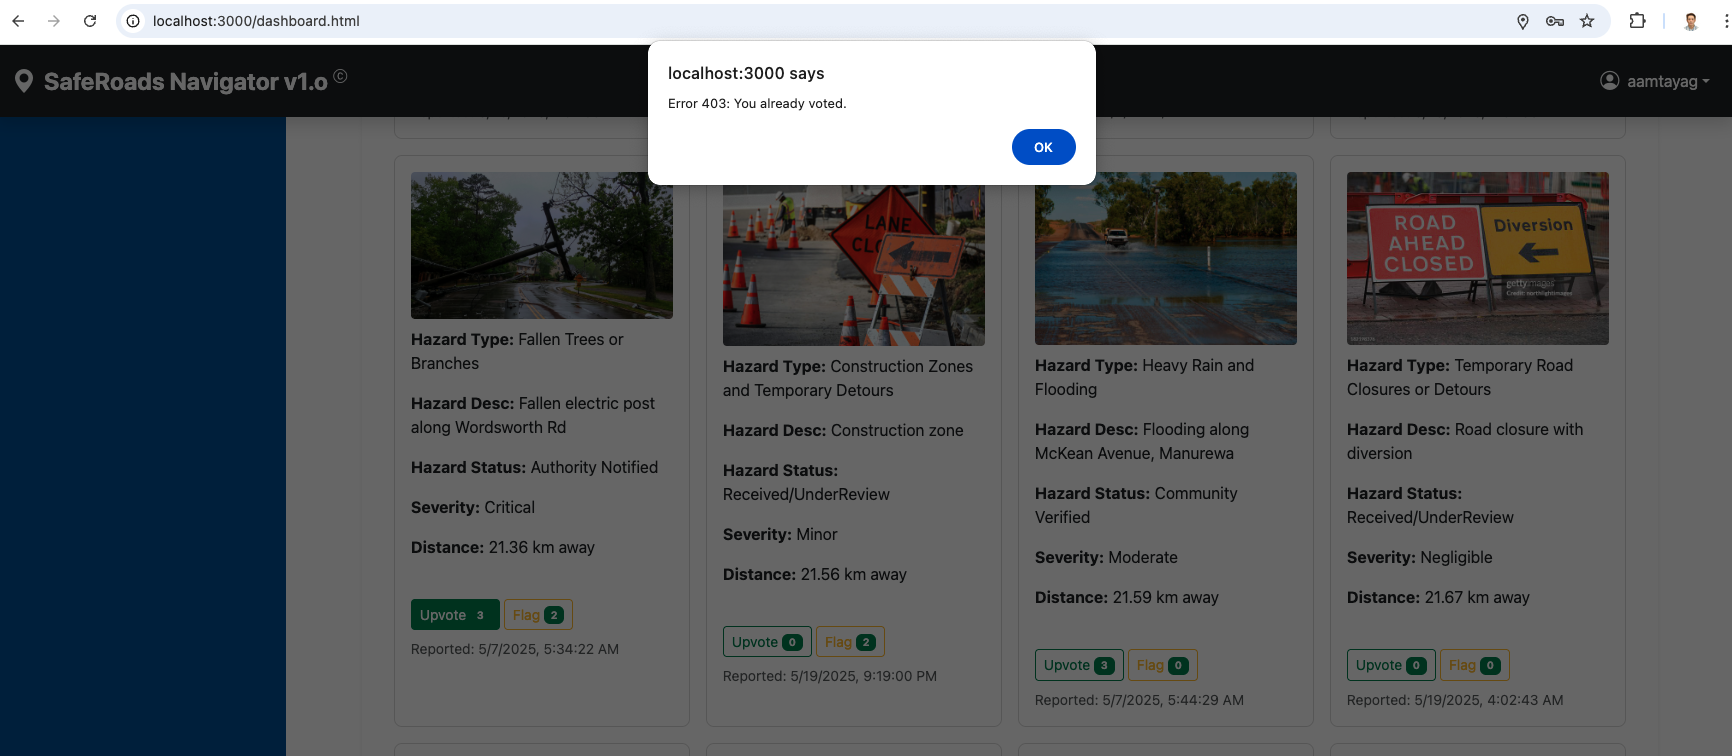 localhost:3000/dashboard.html
SafeRoads Navigator v1.o ©
aamtayag
localhost:3000 says
Error 403: You already voted.
OK
Hazard Type: Fallen Trees or
Branches
Hazard Desc: Fallen electric post
along Wordsworth Rd
Hazard Status: Authority Notified
Severity: Critical
Distance: 21.36 km away
Upvote 3 Flag 2
Reported: 5/7/2025, 5:34:22 AM
LANE
Hazard Type: Construction Zones
and Temporary Detours
Hazard Desc: Construction zone
Hazard Status:
Received/UnderReview
Severity: Minor
Distance: 21.56 km away
Upvote 0 Flag 2
Reported: 5/19/2025, 9:19:00 PM
Hazard Type: Heavy Rain and
Flooding
Hazard Desc: Flooding along
McKean Avenue, Manurewa
Hazard Status: Community
Verified
Severity: Moderate
Distance: 21.59 km away
Upvote 3 Flag 0
Reported: 5/7/2025, 5:44:29 AM
ROAD
AHEAD
CLOSED
Diversion
gettyimages
Credit: northlightimages
Hazard Type: Temporary Road
Closures or Detours
Hazard Desc: Road closure with
diversion
Hazard Status:
Received/UnderReview
Severity: Negligible
Distance: 21.67 km away
Upvote 0 Flag 0
Reported: 5/19/2025, 4:02:43 AM